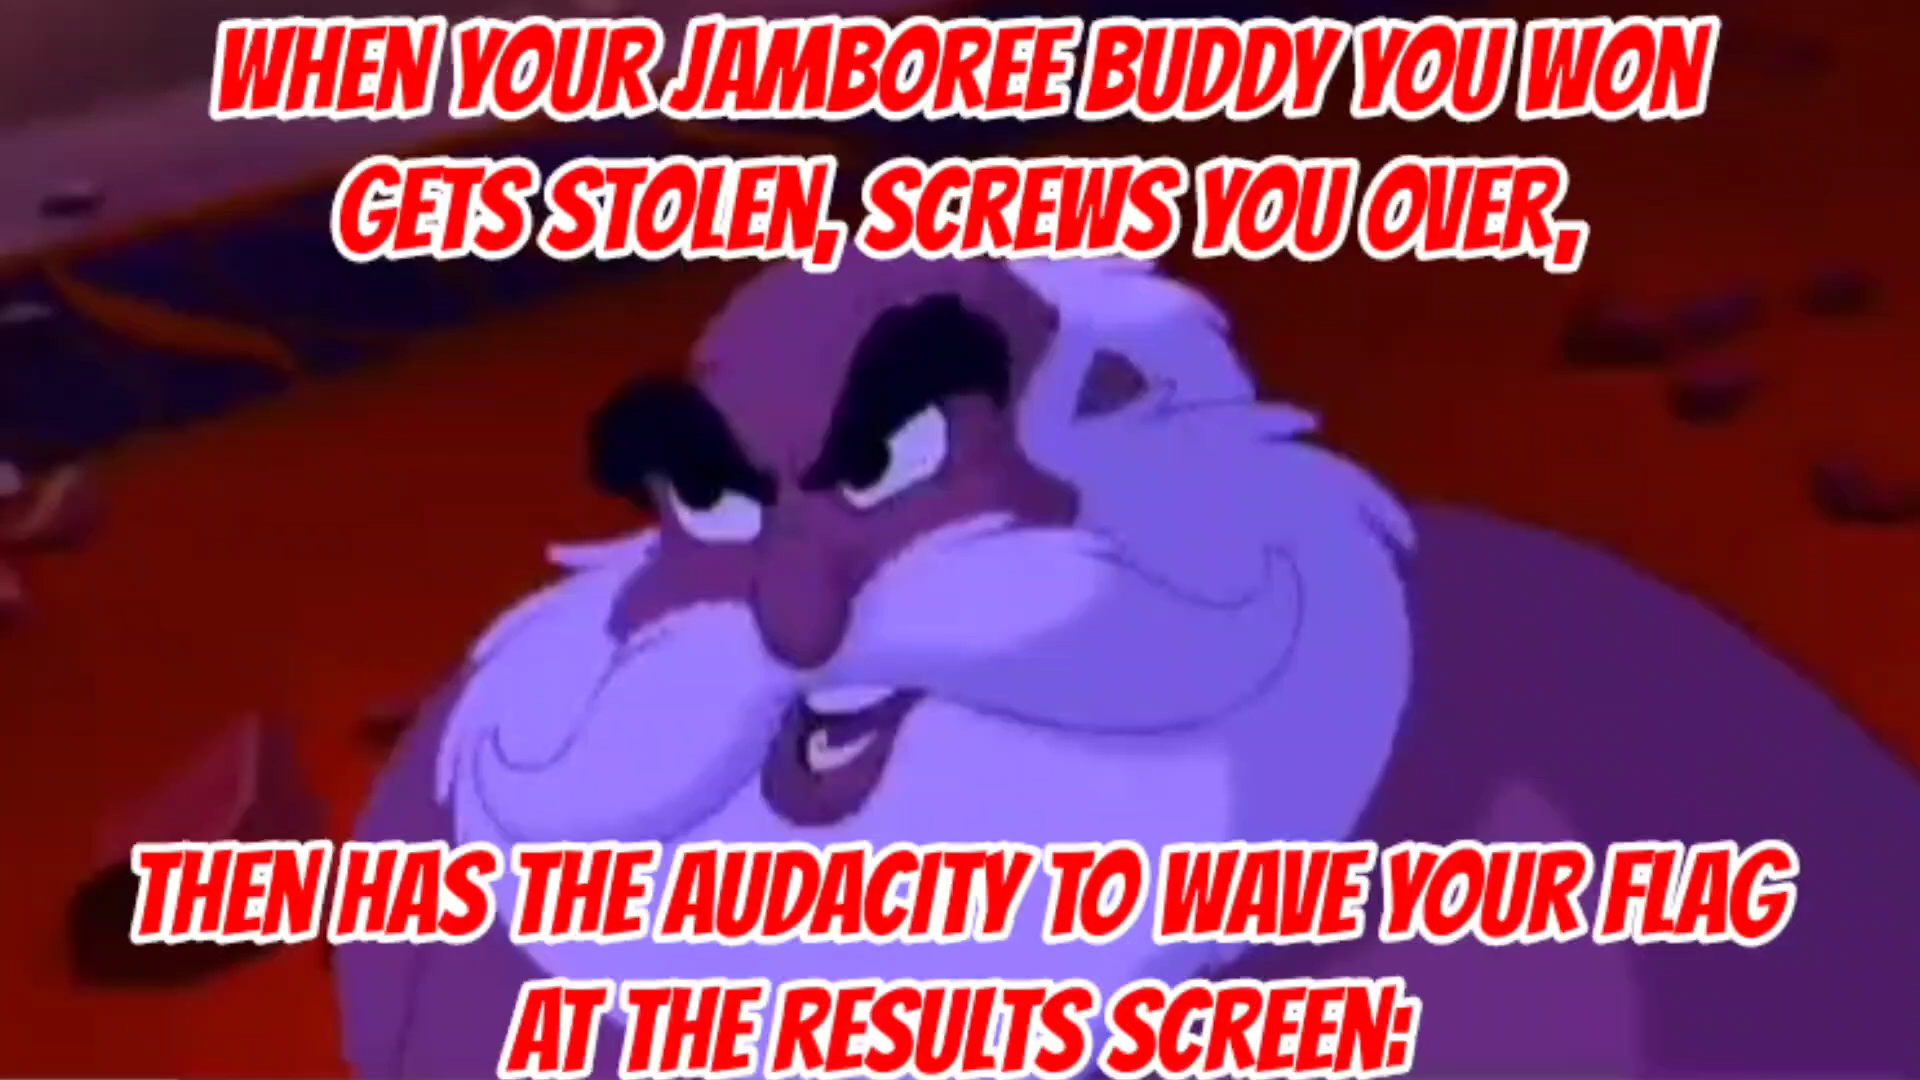 WHEN YOUR JAMBOREE BUDDY YOU WON
GETS STOLEN, SCREWS YOU OVER,
THEN HAS THE AUDACITY TO WAVE YOUR FLAG
AT THE RESULTS SCREEN: